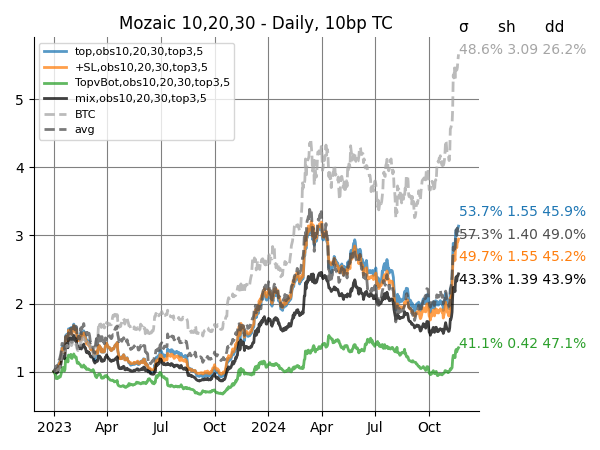 Mozaic 10,20,30 - Daily, 10bp TC
σ sh dd
top,obs10,20,30,top3,5
+SL,obs10,20,30,top3,5
TopvBot,obs10,20,30,top3,5
mix,obs10,20,30,top3,5
BTC
avg
48.6% 3.09 26.2%
53.7% 1.55 45.9%
57.3% 1.40 49.0%
49.7% 1.55 45.2%
43.3% 1.39 43.9%
41.1% 0.42 47.1%
5
4
3
2
1
2023 Apr Jul Oct 2024 Apr Jul Oct